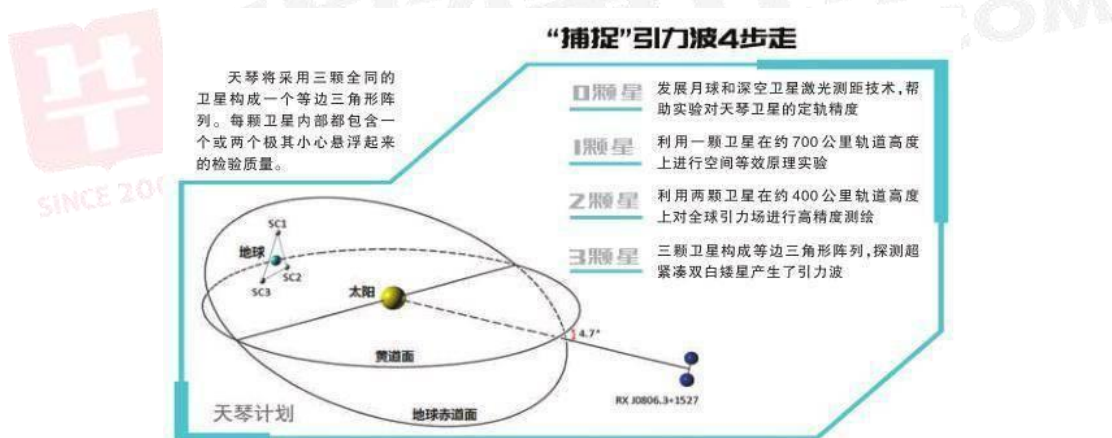 “捕捉”引力波4步走
天琴将采用三颗全同的
卫星构成一个等边三角形阵
列。每颗卫星内部都包含一
个或两个极其小心悬浮起来
的检验质量。
0颗星
发展月球和深空卫星激光测距技术,帮
助实验对天琴卫星的定轨精度
1颗星
利用一颗卫星在约700公里轨道高度
上进行空间等效原理实验
2颗星
利用两颗卫星在约400公里轨道高度
上对全球引力场进行高精度测绘
3颗星
三颗卫星构成等边三角形阵列,探测超
紧凑双白矮星产生了引力波
SC1
地球
SC2
SC3
太阳
4.7°
黄道面
RX J0806.3+1527
地球赤道面
天琴计划
SINCE 200
COM